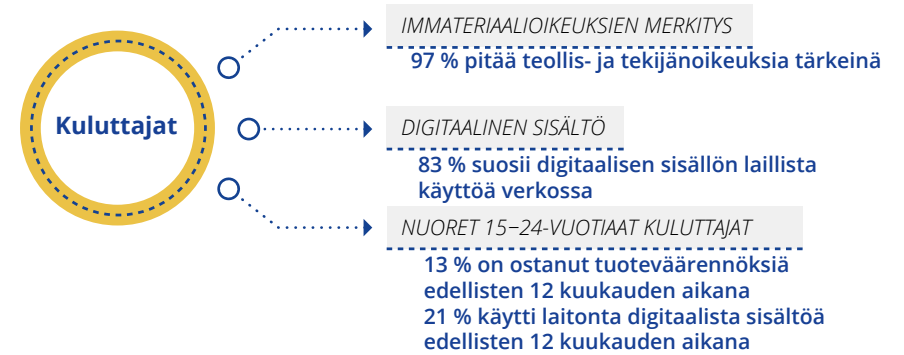 Kuluttajat
IMMATERIAALIOIKEUKSIEN MERKITYS
97 % pitää teollis- ja tekijänoikeuksia tärkeinä
DIGITAALINEN SISÄLTÖ
83 % suosii digitaalisen sisällön laillista
käyttöä verkossa
NUORET 15–24-VUOTIAAT KULUTTAJAT
13 % on ostanut tuoteväärennöksiä
edellisten 12 kuukauden aikana
21 % käytti laitonta digitaalista sisältöä
edellisten 12 kuukauden aikana